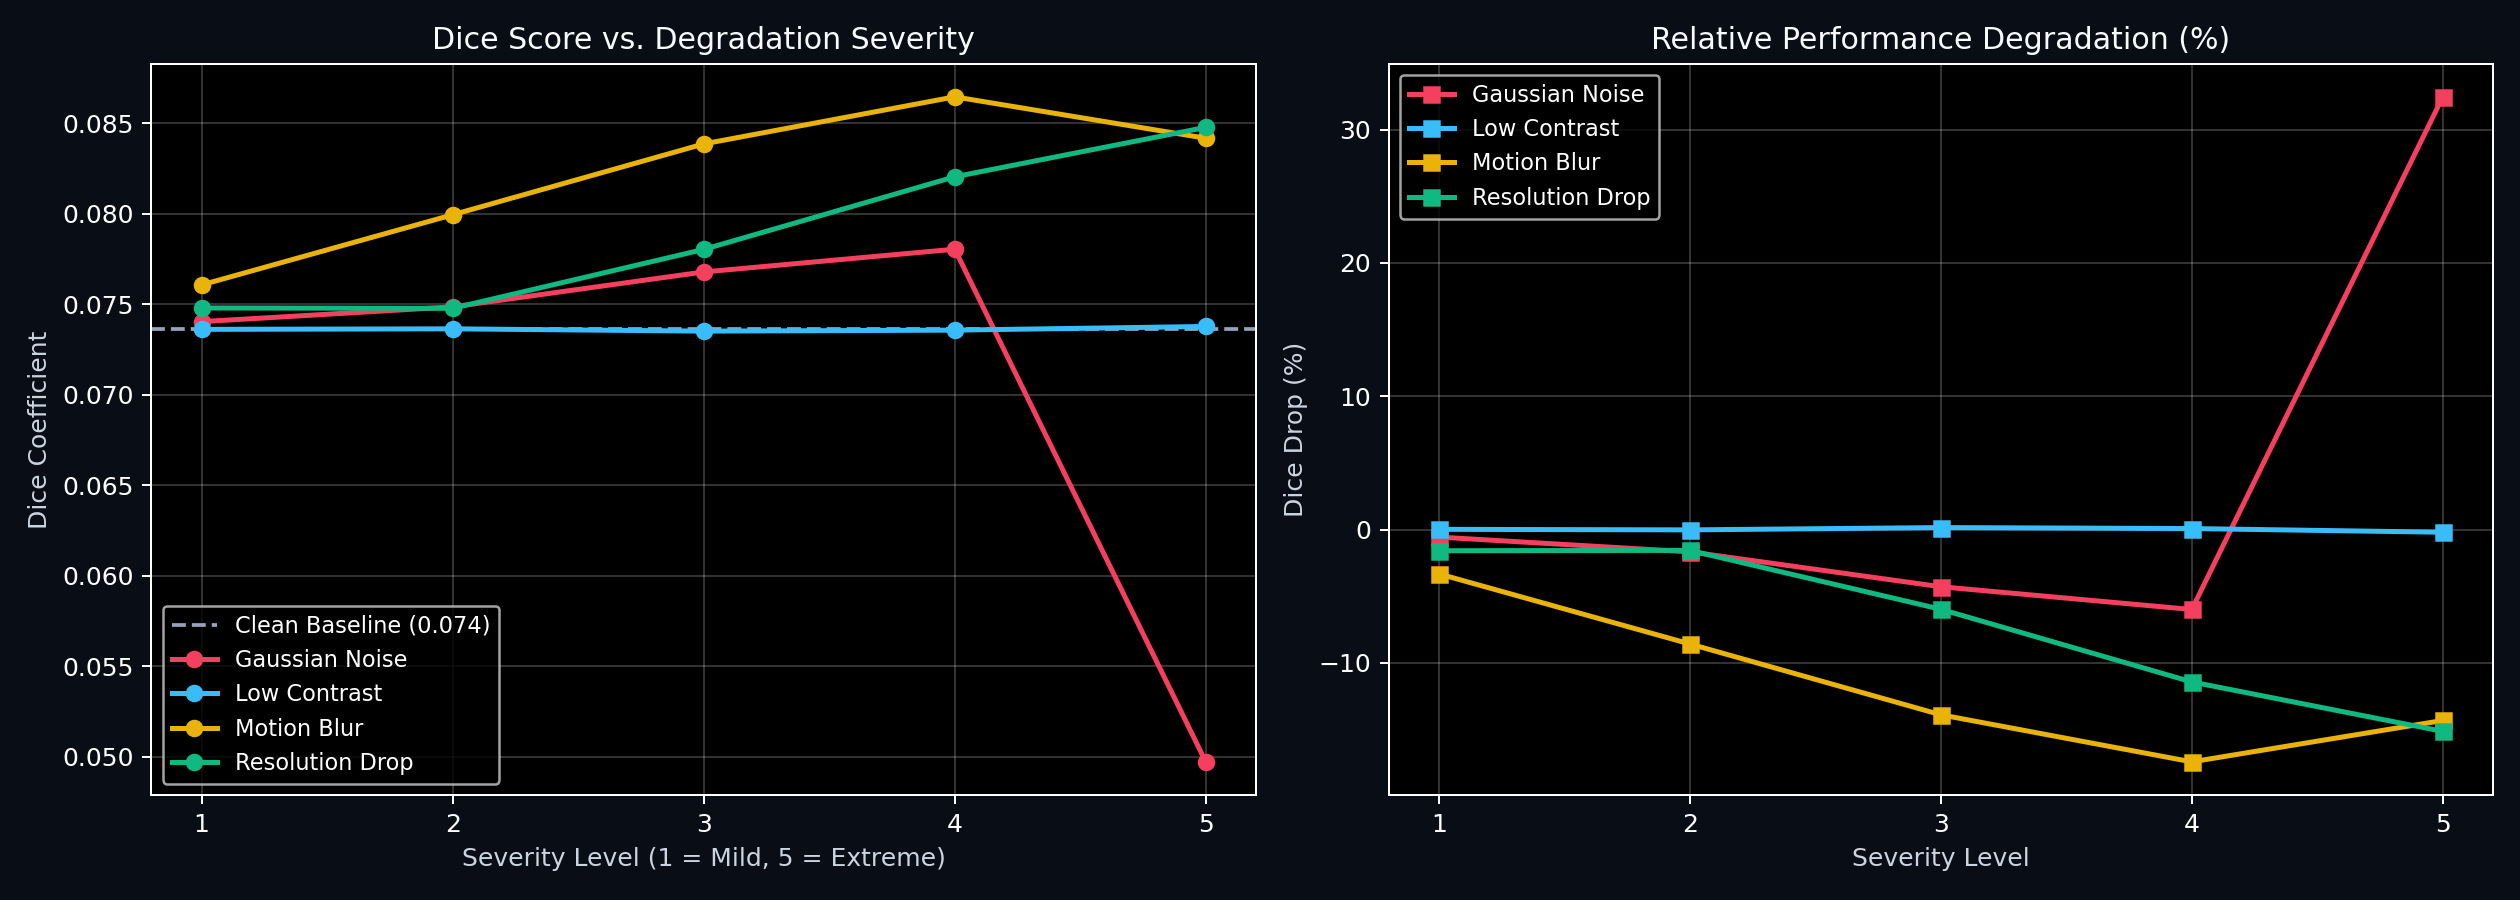 Dice Score vs. Degradation Severity
Dice Coefficient
0.085
0.080
0.075
0.070
0.065
0.060
0.055
0.050
Clean Baseline (0.074)
Gaussian Noise
Low Contrast
Motion Blur
Resolution Drop
1 2 3 4 5
Severity Level (1 = Mild, 5 = Extreme)
Relative Performance Degradation (%)
Dice Drop (%)
30
20
10
0
−10
Gaussian Noise
Low Contrast
Motion Blur
Resolution Drop
1 2 3 4 5
Severity Level